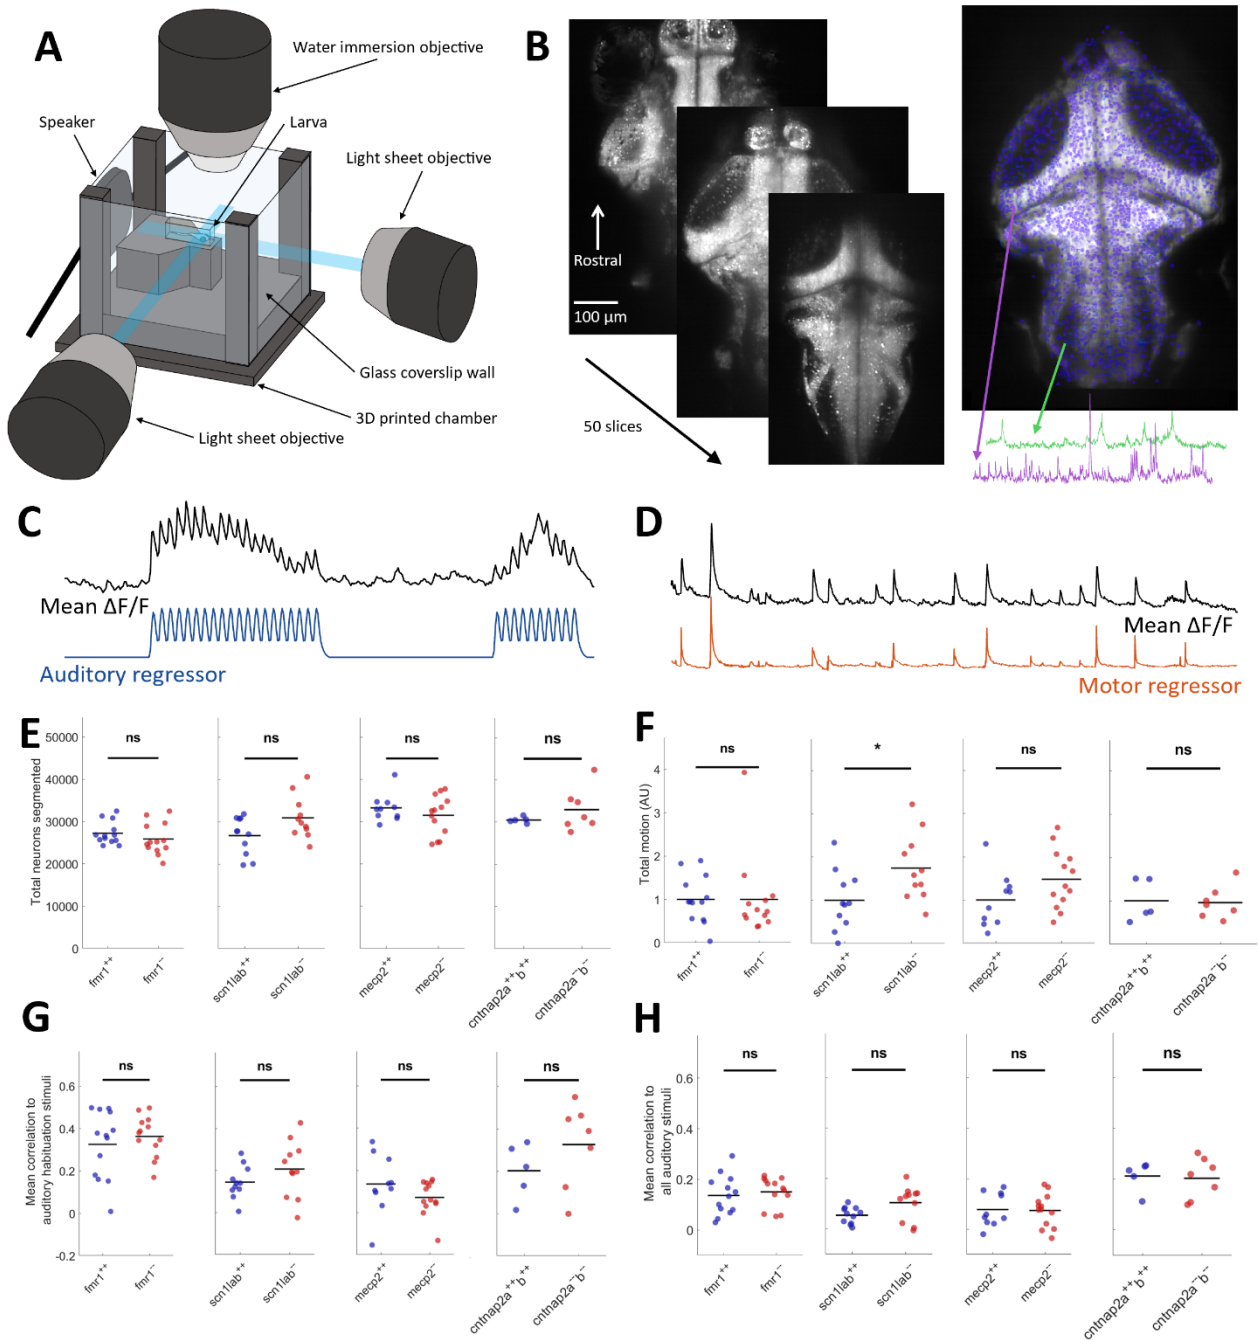 A
Water immersion objective
Speaker
Larva
Light sheet objective
Glass coverslip wall
3D printed chamber
Light sheet objective
B
Rostral
100 µm
50 slices
C
Mean ΔF/F
Auditory regressor
D
Mean ΔF/F
Motor regressor
E
Total neurons segmented
50000
40000
30000
20000
10000
0
ns
ns
ns
ns
fmr1++
fmr1--
scn1lab++
scn1lab--
mecp2++
mecp2--
cntnap2a++b++
cntnap2a--b--
F
Total motion (AU)
4
3
2
1
0
ns
*
ns
ns
fmr1++
fmr1--
scn1lab++
scn1lab--
mecp2++
mecp2--
cntnap2a++b++
cntnap2a--b--
G
Mean correlation to
auditory habituation stimuli
0.6
0.4
0.2
0
-0.2
ns
ns
ns
ns
fmr1++
fmr1--
scn1lab++
scn1lab--
mecp2++
mecp2--
cntnap2a++b++
cntnap2a--b--
H
Mean correlation to
all auditory stimuli
0.6
0.4
0.2
0
ns
ns
ns
ns
fmr1++
fmr1--
scn1lab++
scn1lab--
mecp2++
mecp2--
cntnap2a++b++
cntnap2a--b--